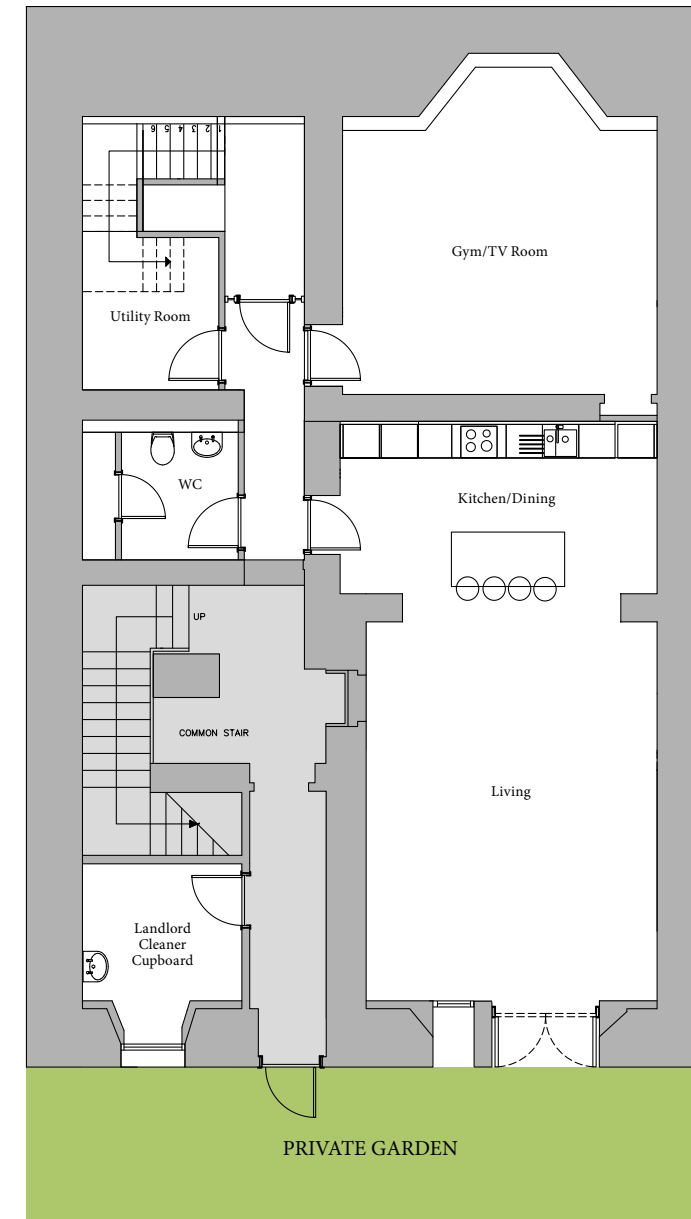 6 5 4 3 2 1
Gym/TV Room
Utility Room
WC
Kitchen/Dining
UP
COMMON STAIR
Living
Landlord
Cleaner
Cupboard
PRIVATE GARDEN